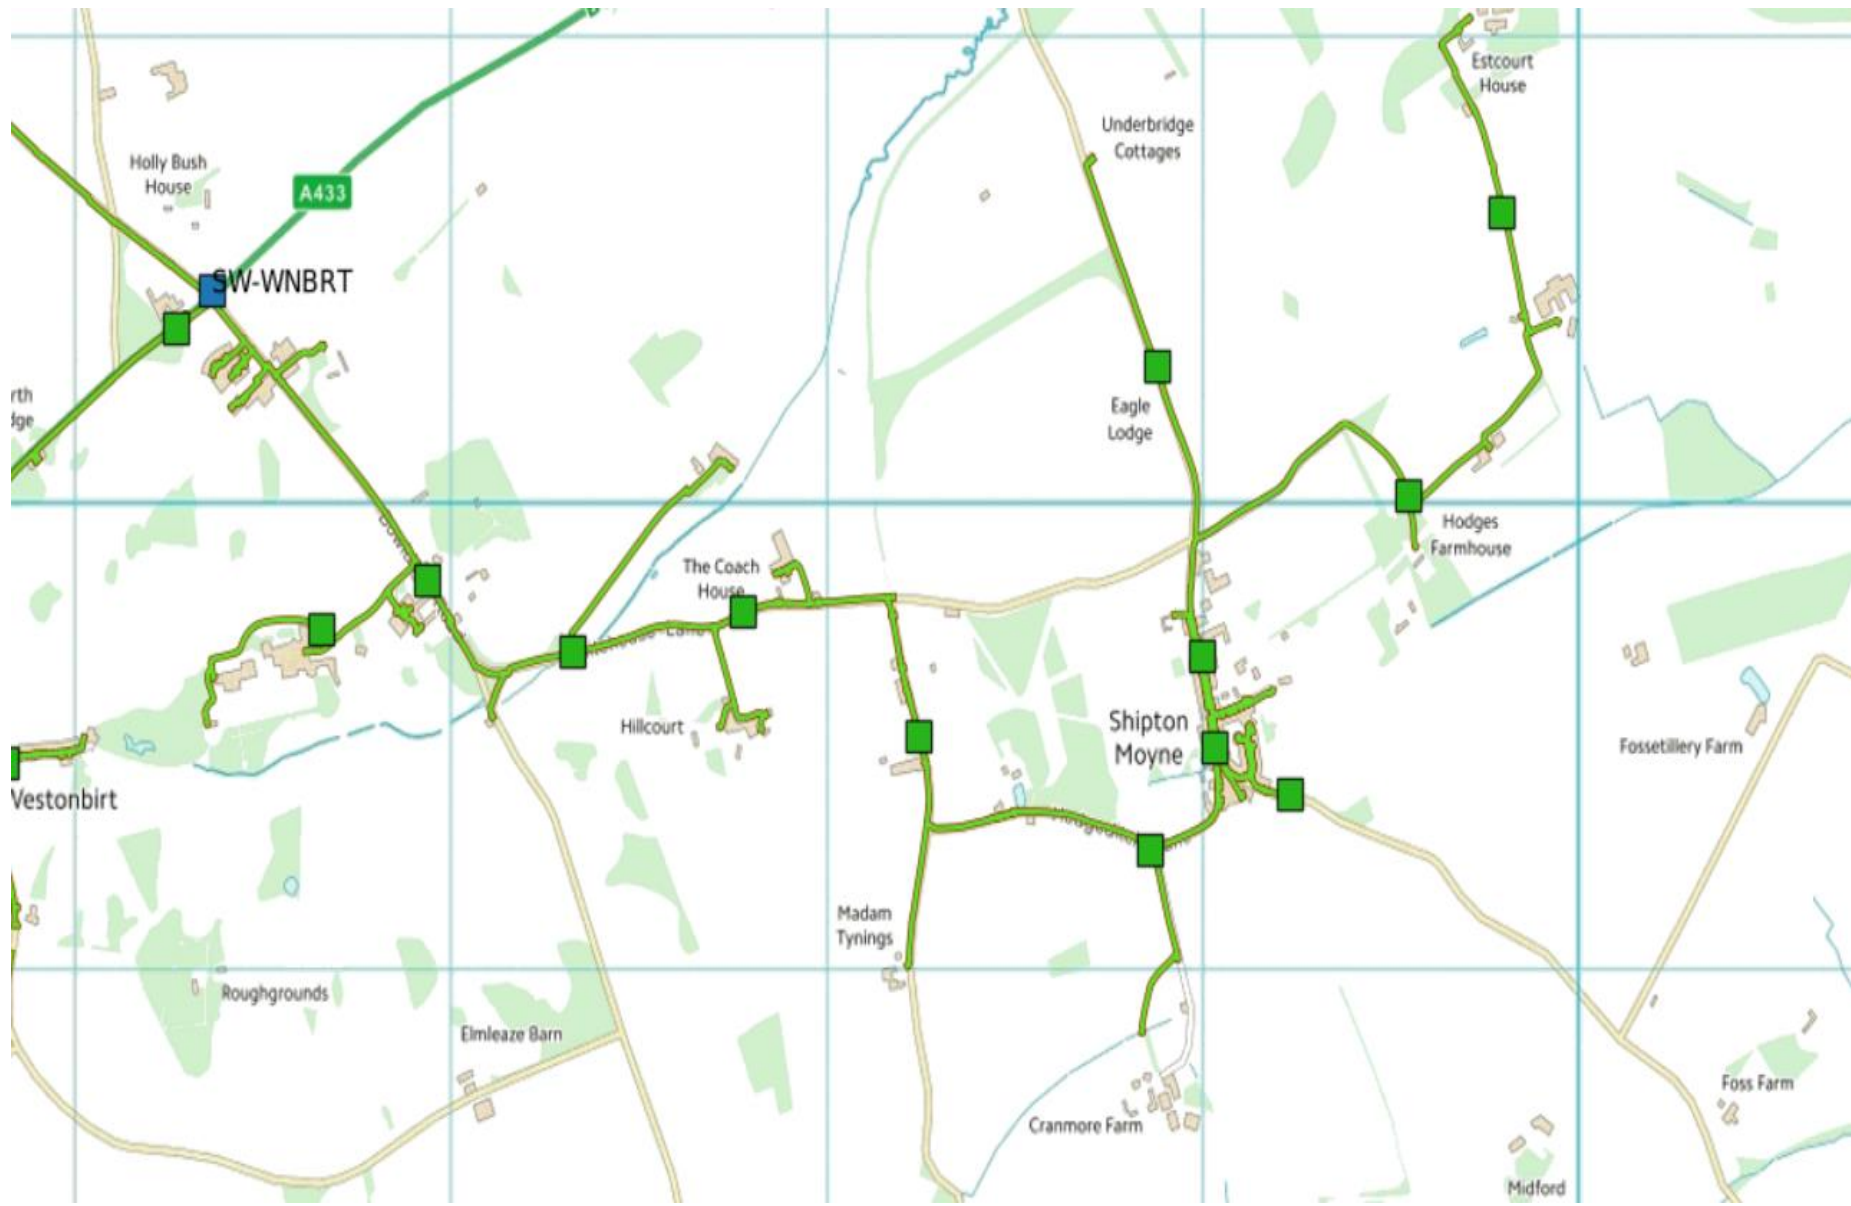 Estcourt
House
Underbridge
Cottages
Holly Bush
House
A433
SW-WNBRT
Eagle
Lodge
Hodges
Farmhouse
The Coach
House
Hillcourt
Shipton
Moyne
Fossetillery Farm
Madam
Tynings
Roughgrounds
Elmleaze Barn
Foss Farm
Cranmore Farm
Midford